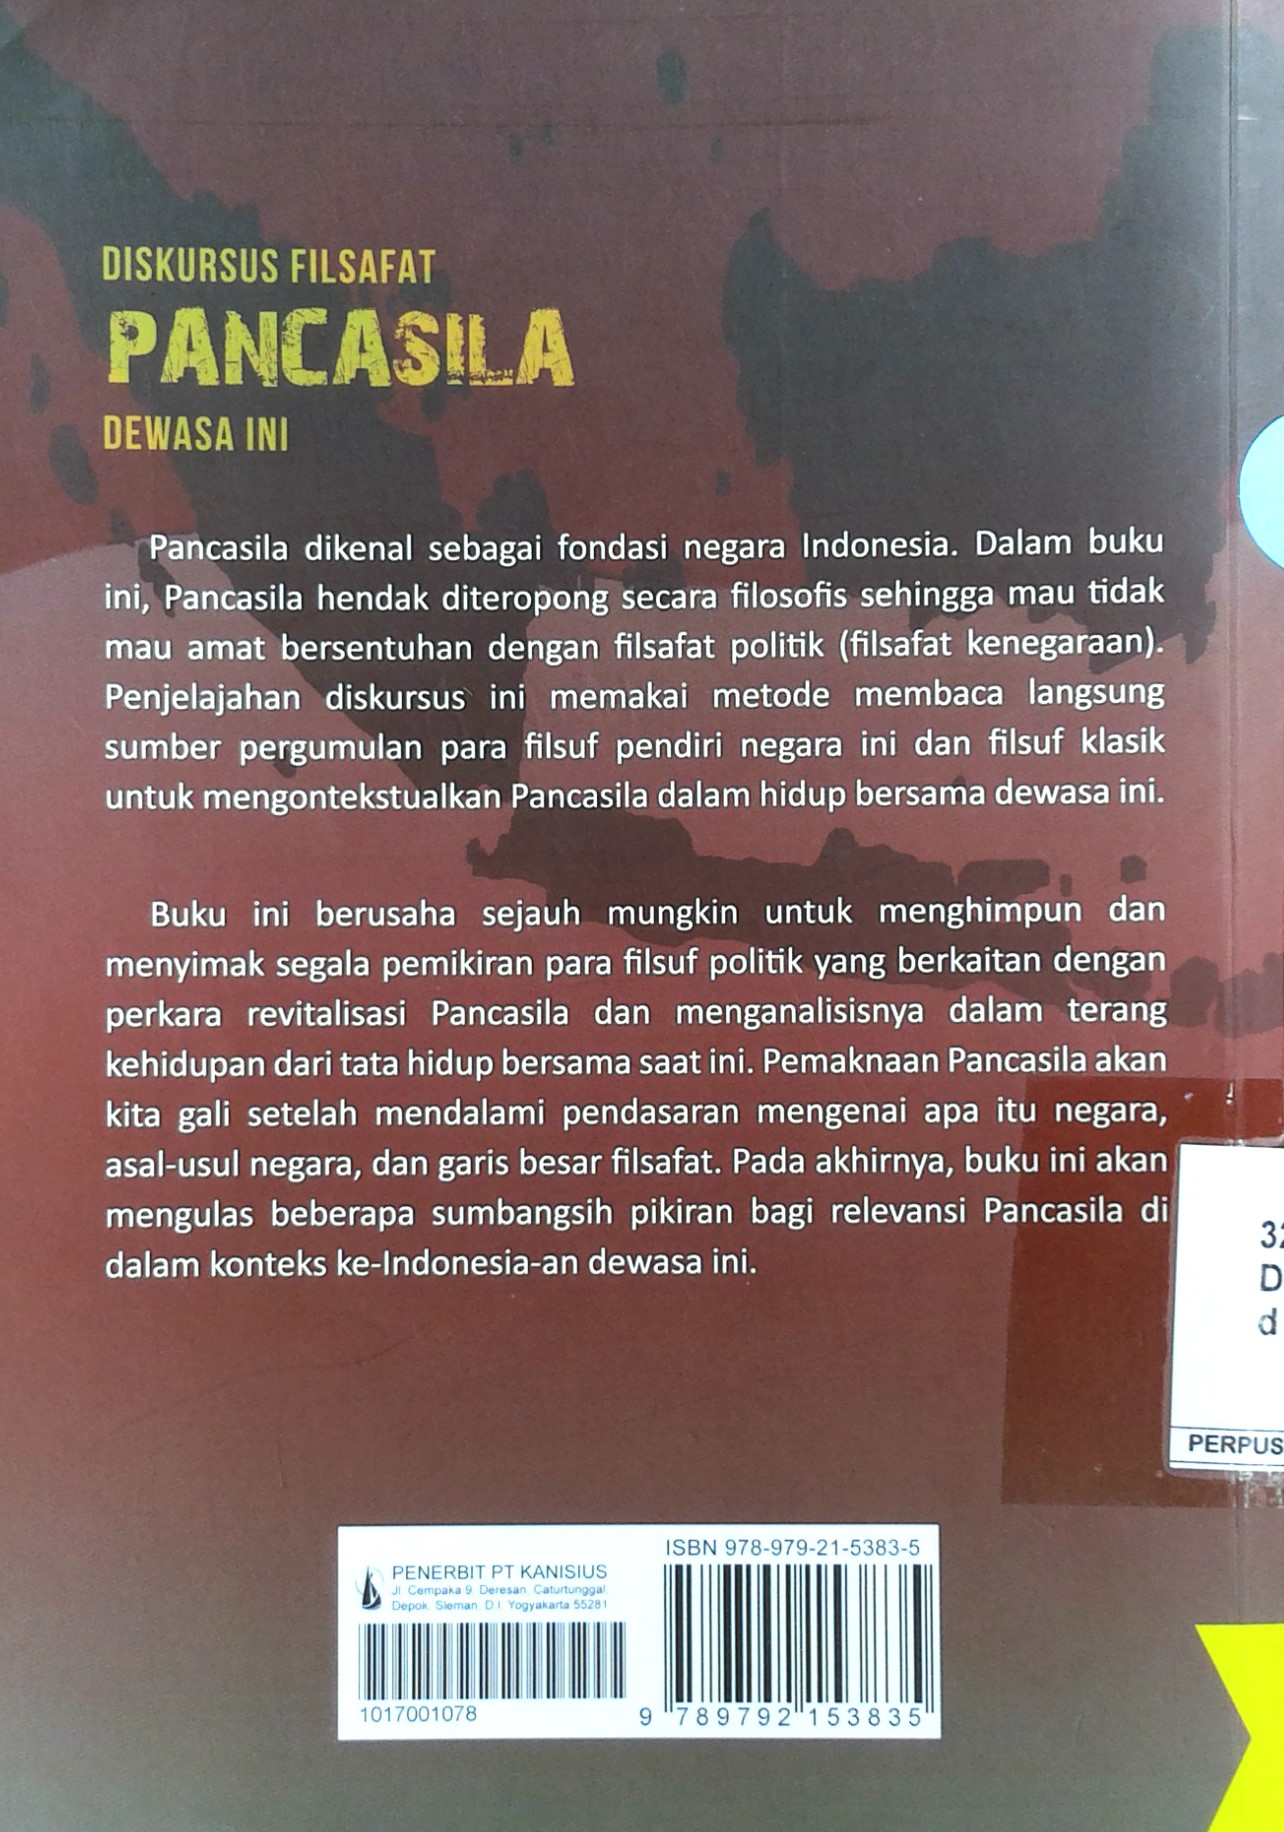 DISKURSUS FILSAFAT
PANCASILA
DEWASA INI
Pancasila dikenal sebagai fondasi negara Indonesia. Dalam buku
ini, Pancasila hendak diteropong secara filosofis sehingga mau tidak
mau amat bersentuhan dengan filsafat politik (filsafat kenegaraan).
Penjelajahan diskursus ini memakai metode membaca langsung
sumber pergumulan para filsuf pendiri negara ini dan filsuf klasik
untuk mengontekstualkan Pancasila dalam hidup bersama dewasa ini.
Buku ini berusaha sejauh mungkin untuk menghimpun dan
menyimak segala pemikiran para filsuf politik yang berkaitan dengan
perkara revitalisasi Pancasila dan menganalisisnya dalam terang
kehidupan dari tata hidup bersama saat ini. Pemaknaan Pancasila akan
kita gali setelah mendalami pendasaran mengenai apa itu negara,
asal-usul negara, dan garis besar filsafat. Pada akhirnya, buku ini akan
mengulas beberapa sumbangsih pikiran bagi relevansi Pancasila di
dalam konteks ke-Indonesia-an dewasa ini.
32
D
d
PERPUS
PENERBIT PT KANISIUS
Jl. Cempaka 9, Deresan, Caturtunggal,
Depok, Sleman, D.I. Yogyakarta 55281
1017001078
ISBN 978-979-21-5383-5
9 789792 153835